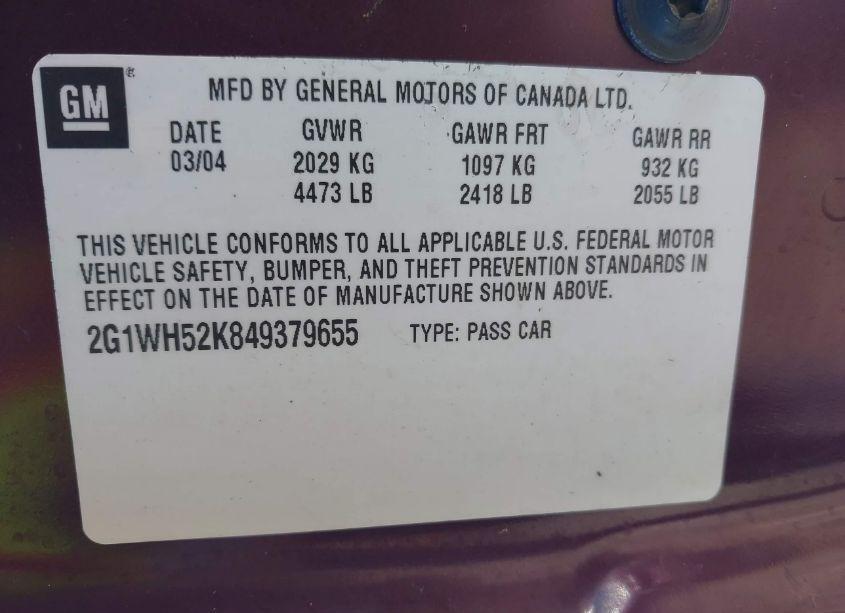 GM®
MFD BY GENERAL MOTORS OF CANADA LTD.
DATE GVWR GAWR FRT GAWR RR
03/04 2029 KG 1097 KG 932 KG
4473 LB 2418 LB 2055 LB
THIS VEHICLE CONFORMS TO ALL APPLICABLE U.S. FEDERAL MOTOR
VEHICLE SAFETY, BUMPER, AND THEFT PREVENTION STANDARDS IN
EFFECT ON THE DATE OF MANUFACTURE SHOWN ABOVE.
2G1WH52K849379655 TYPE: PASS CAR